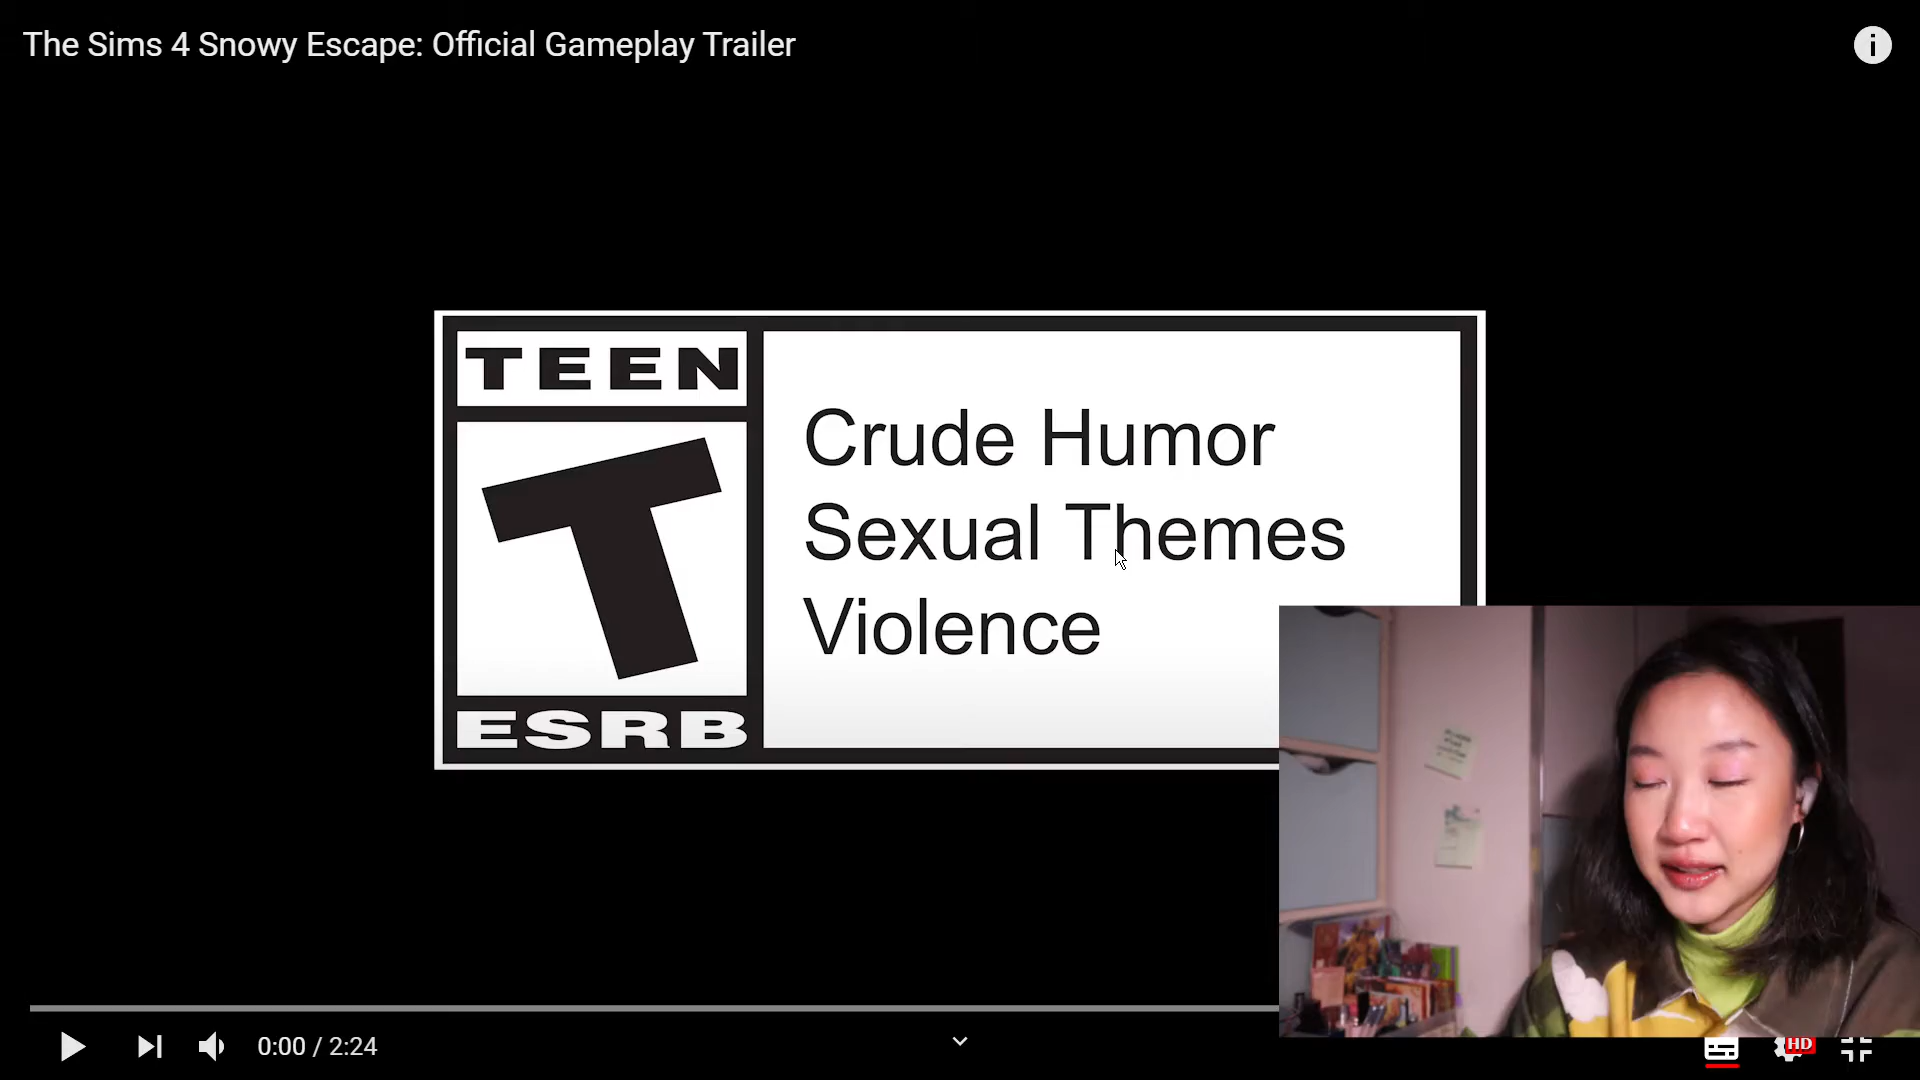 The Sims 4 Snowy Escape: Official Gameplay Trailer
TEEN
T
ESRB
Crude Humor
Sexual Themes
Violence
0:00 / 2:24
HD